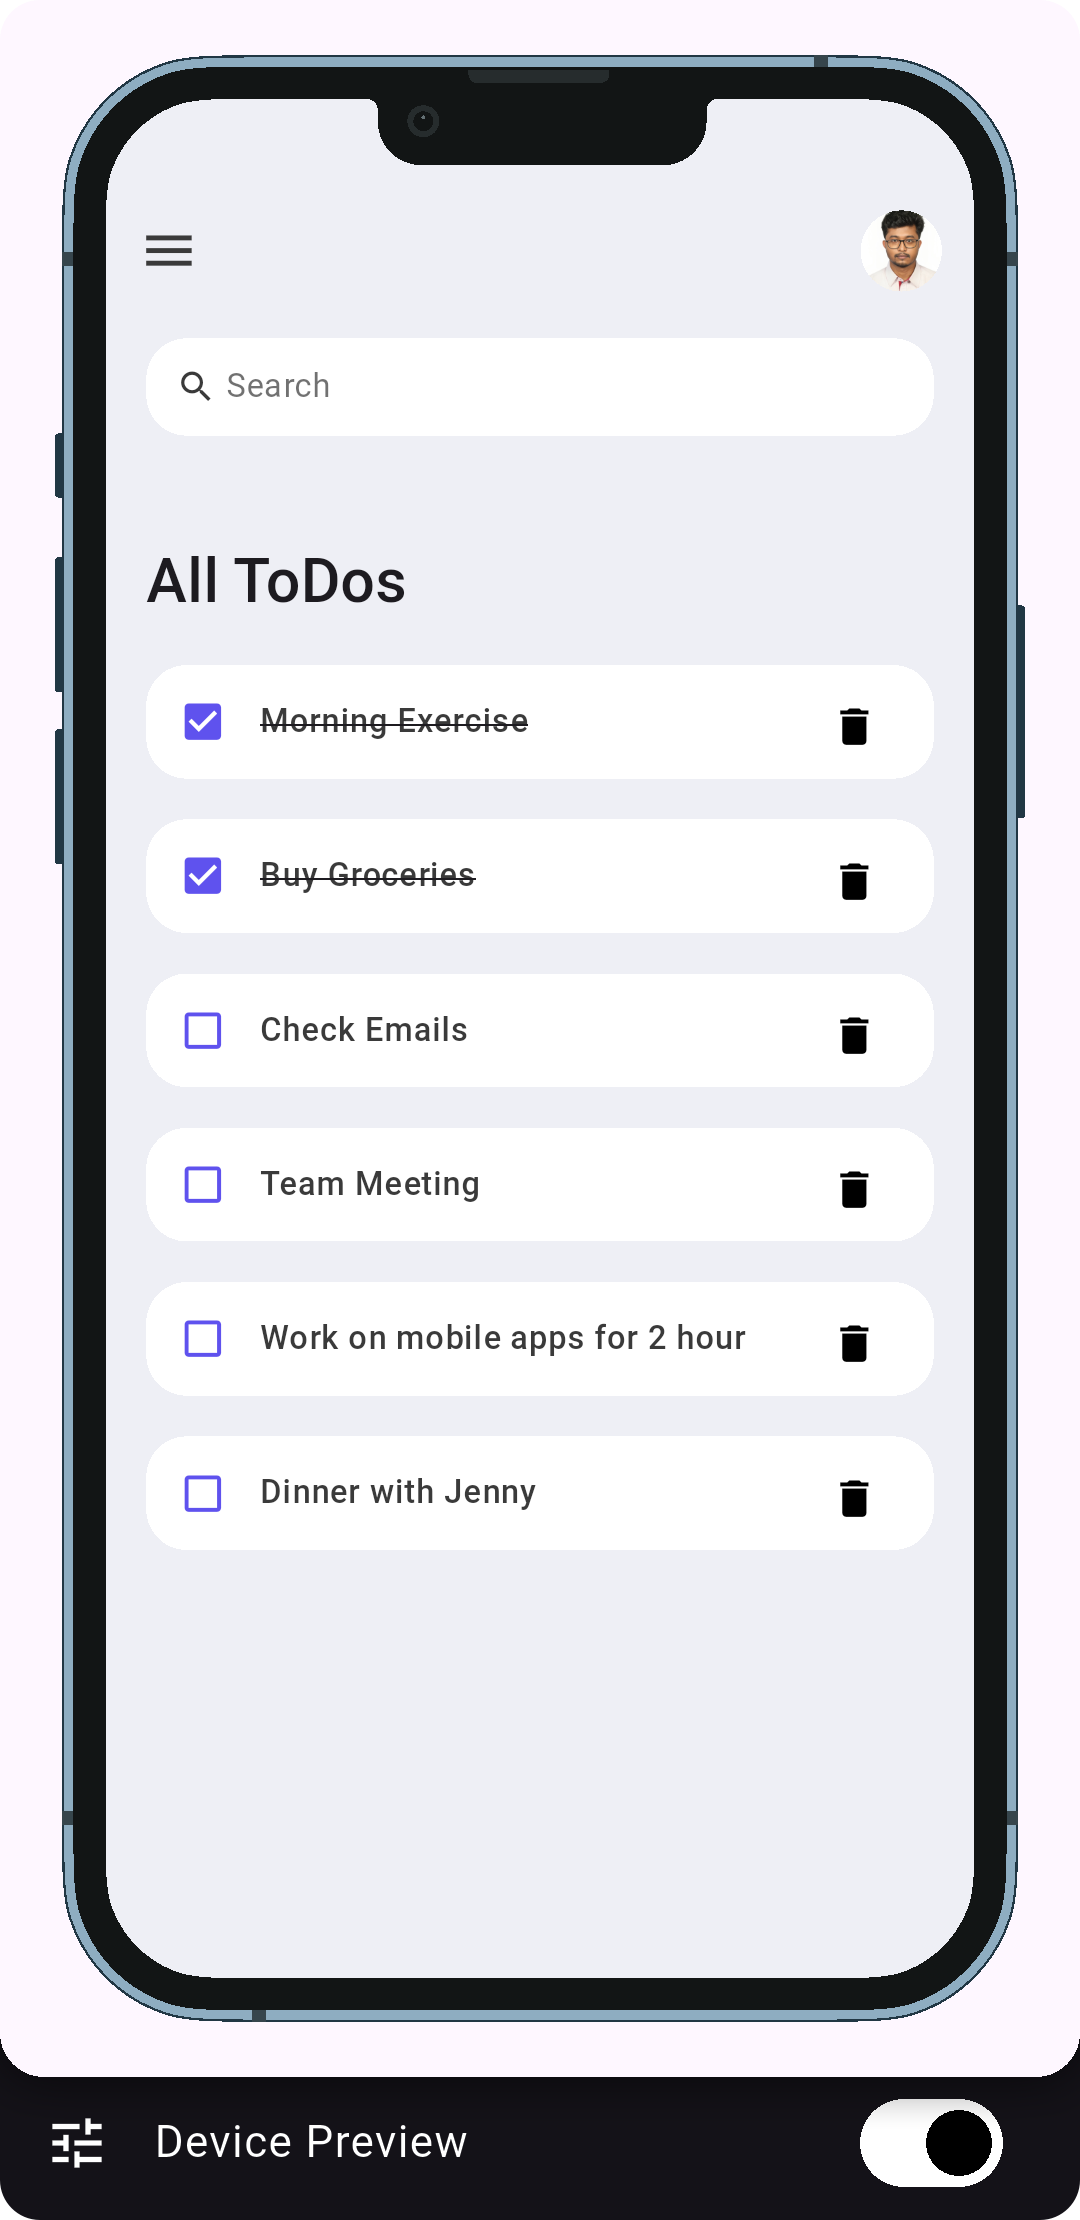 Search
All ToDos
Morning Exercise
Buy Groceries
Check Emails
Team Meeting
Work on mobile apps for 2 hour
Dinner with Jenny
Device Preview